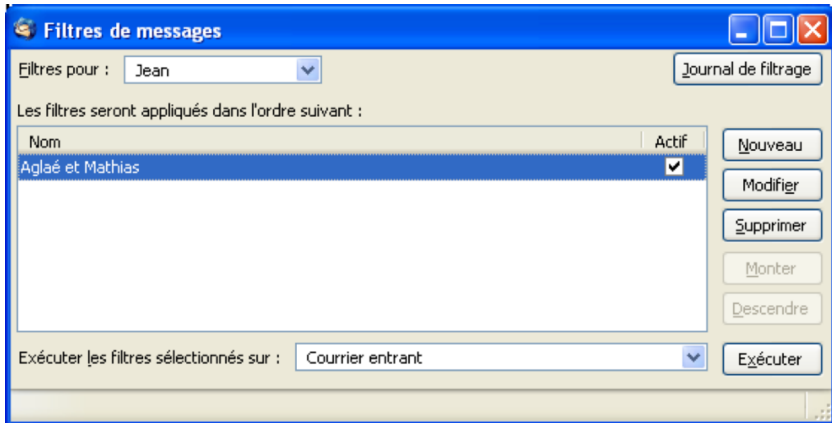 Filtres de messages
Filtres pour : Jean Journal de filtrage
Les filtres seront appliqués dans l'ordre suivant :
Nom Actif
Aglaé et Mathias
Nouveau
Modifier
Supprimer
Monter
Descendre
Exécuter les filtres sélectionnés sur : Courrier entrant Exécuter